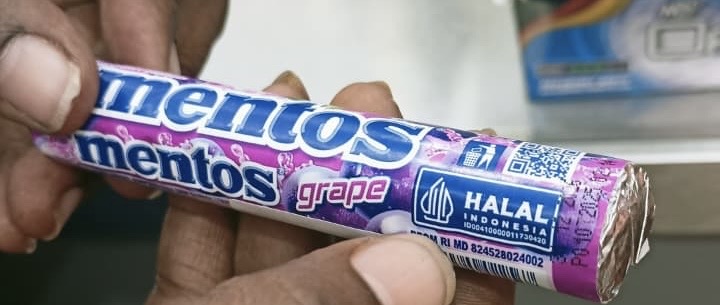 mentos
mentos
grape
HALAL
INDONESIA
ID00410000011730420
BPOM RI MD 824528024002